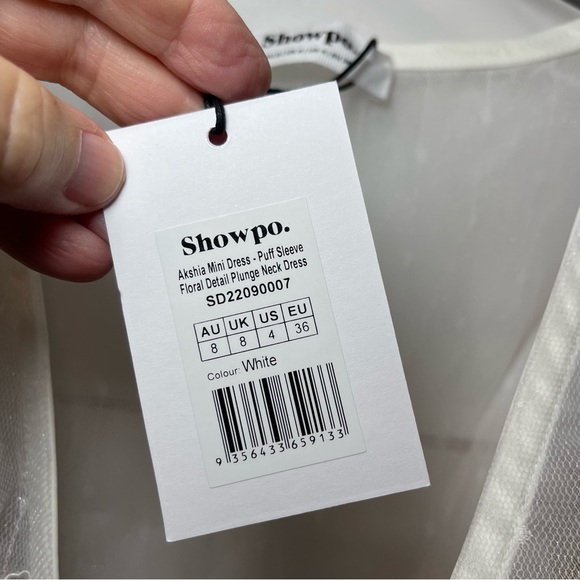 Showpo.
Showpo.
Akshia Mini Dress - Puff Sleeve
Floral Detail Plunge Neck Dress
SD22090007
AU UK US EU
8 8 4 36
Colour: White
9 356433 659133